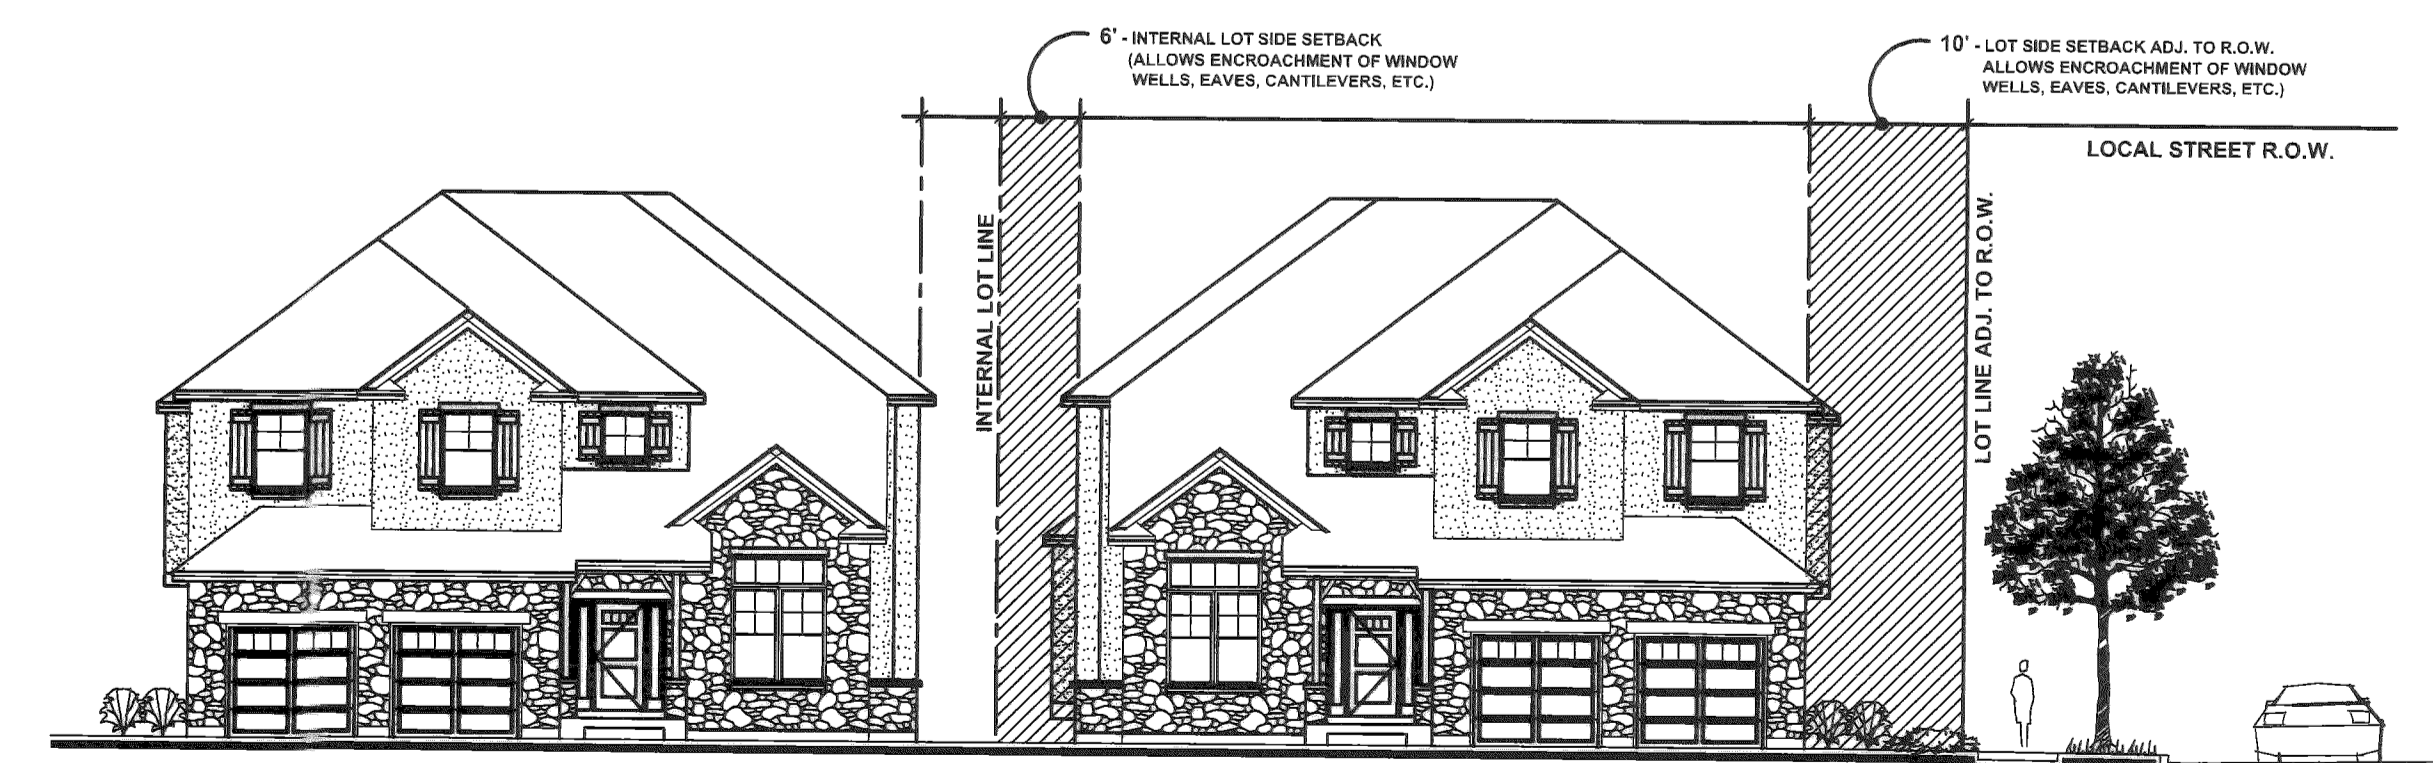 6' - INTERNAL LOT SIDE SETBACK
(ALLOWS ENCROACHMENT OF WINDOW
WELLS, EAVES, CANTILEVERS, ETC.)
10' - LOT SIDE SETBACK ADJ. TO R.O.W.
ALLOWS ENCROACHMENT OF WINDOW
WELLS, EAVES, CANTILEVERS, ETC.)
LOCAL STREET R.O.W.
INTERNAL LOT LINE
LOT LINE ADJ. TO R.O.W.